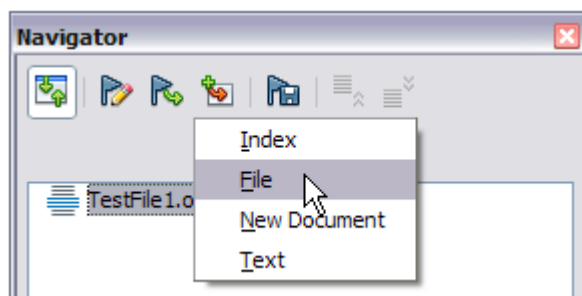 Navigator
Index
File
TestFile1.o
New Document
Text